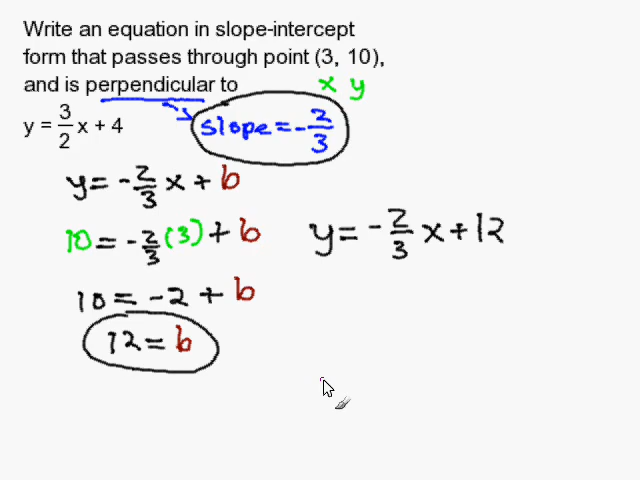 Write an equation in slope-intercept
form that passes through point (3, 10),
and is perpendicular to
x y
y = 3/2 x + 4
slope = -2/3
y = -2/3 x + b
10 = -2/3 (3) + b
y = -2/3 x + 12
10 = -2 + b
12 = b